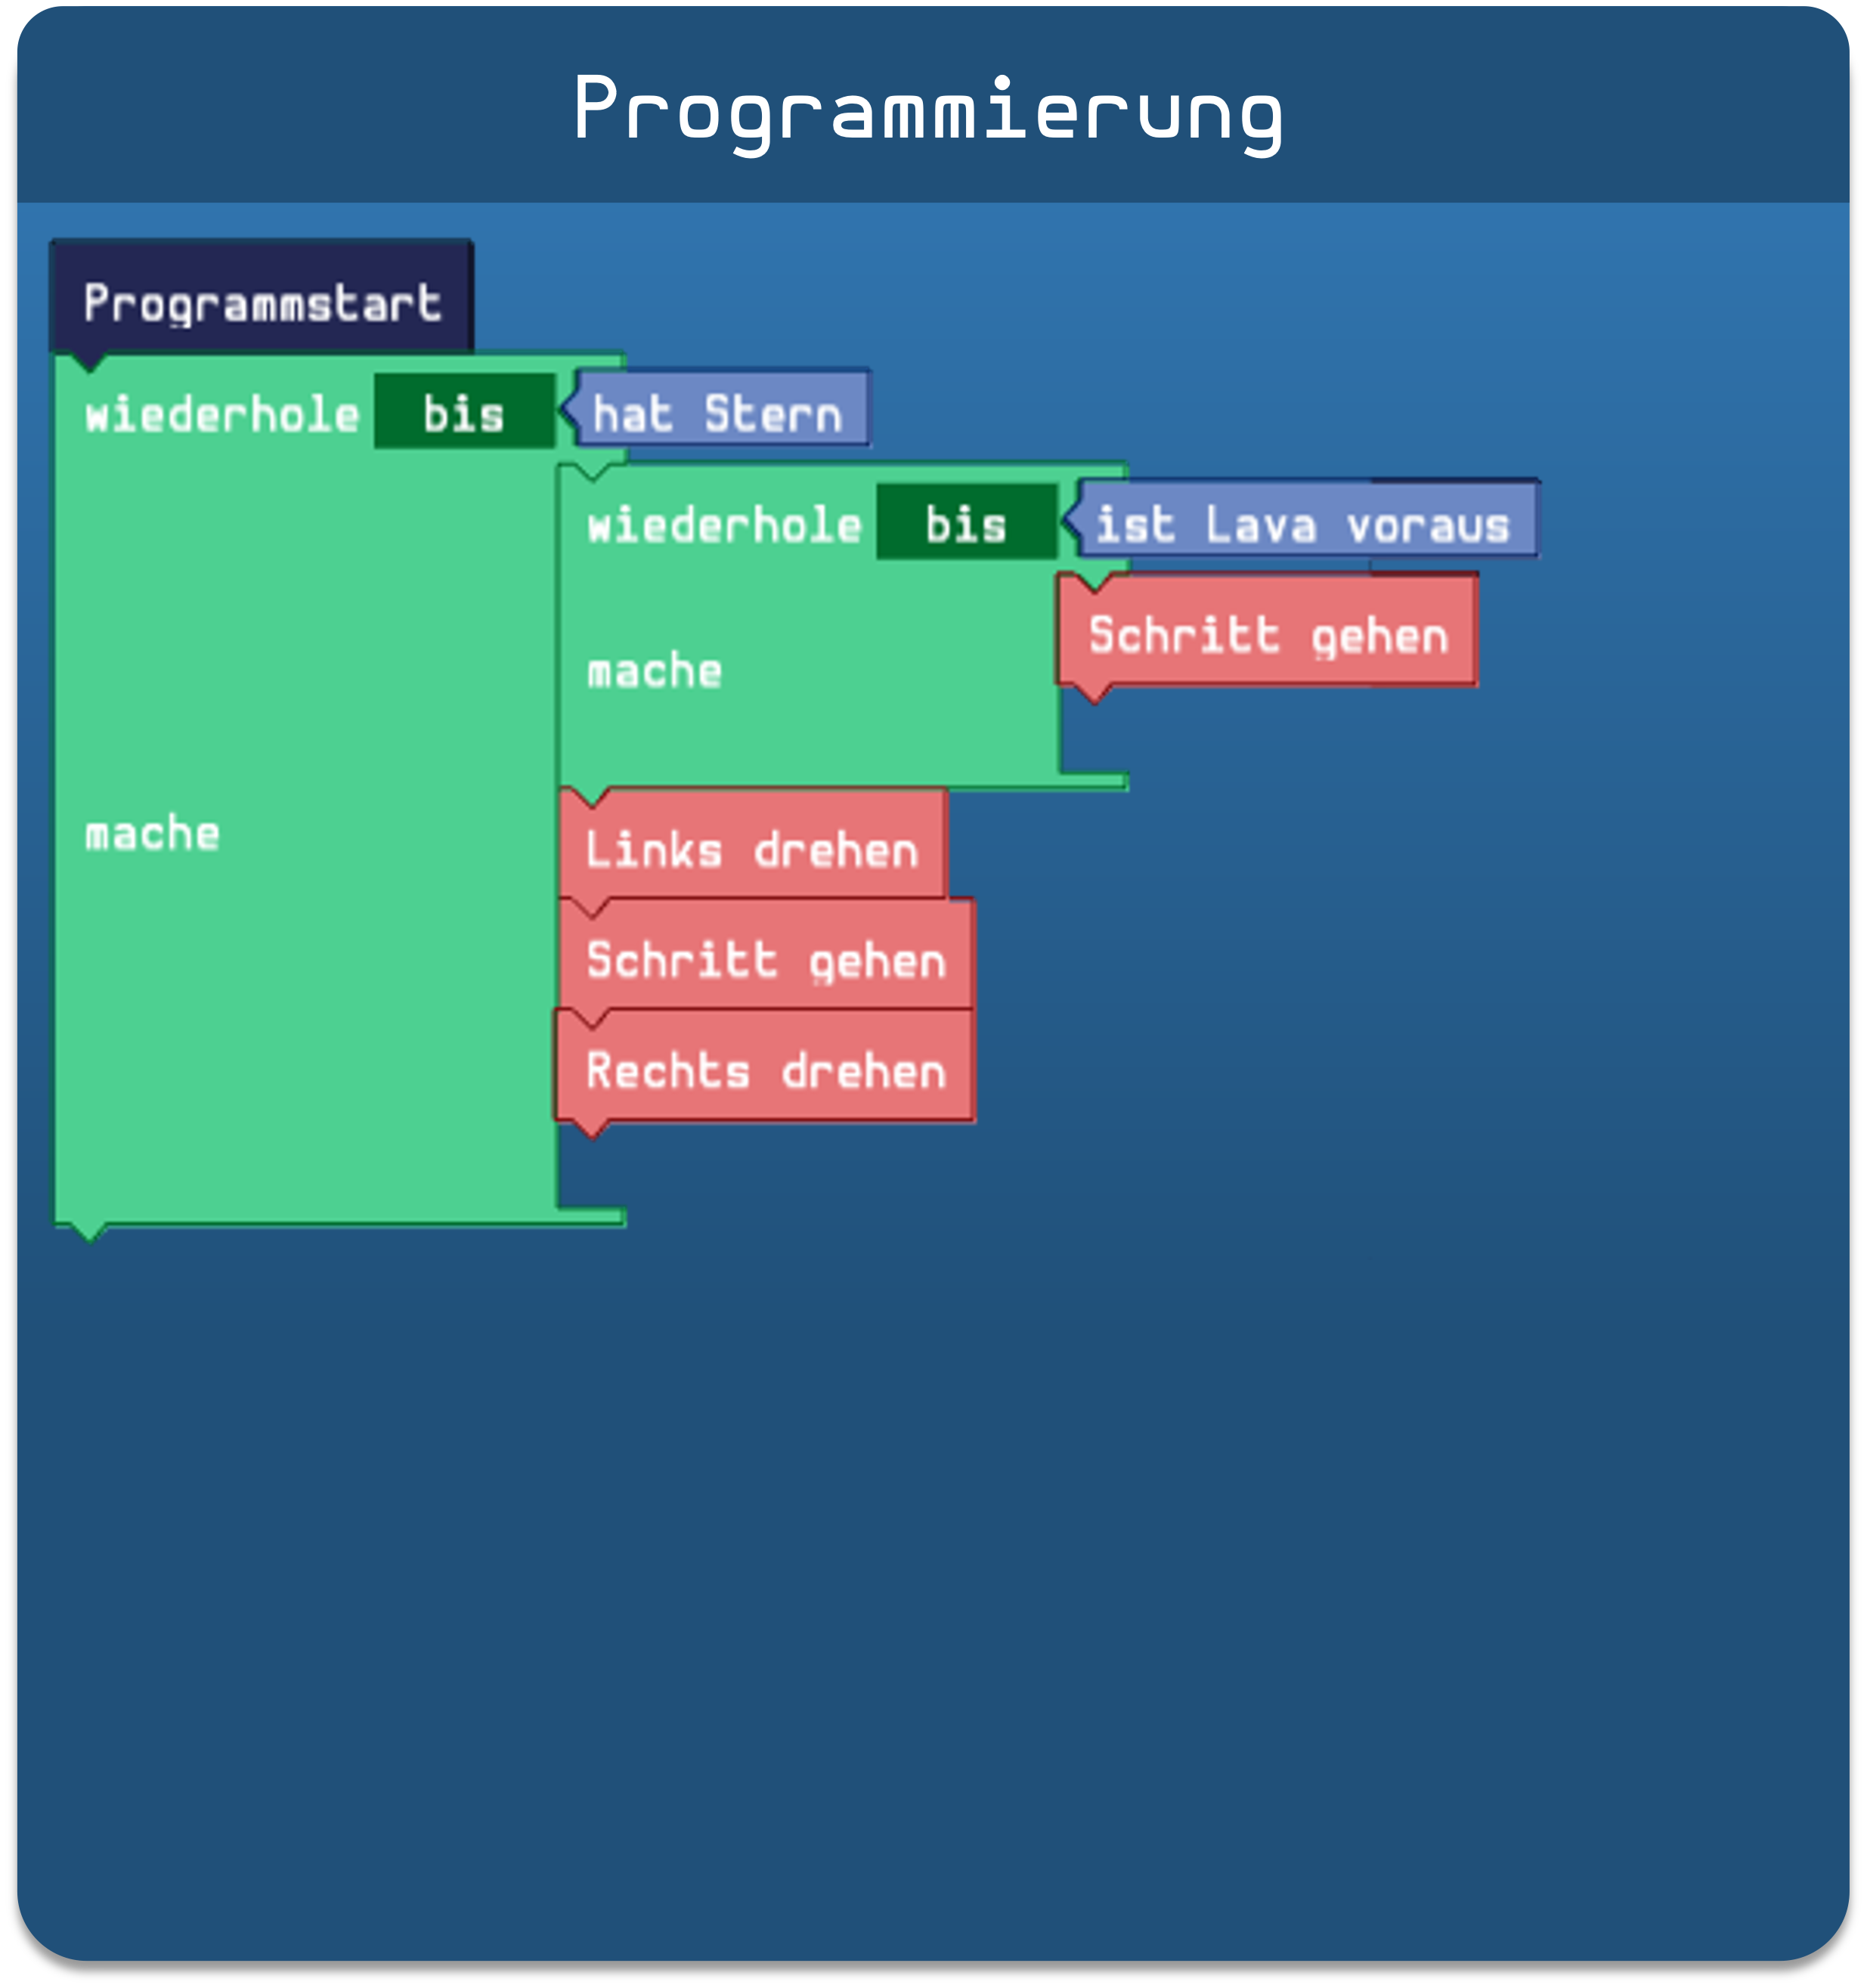 Programmierung
Programmstart
wiederhole bis hat Stern
wiederhole bis ist Lava voraus
Schritt gehen
mache
mache
Links drehen
Schritt gehen
Rechts drehen